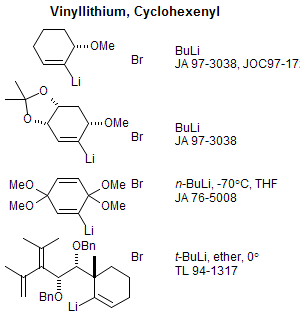 Vinyllithium, Cyclohexenyl
OMe
Li
Br
BuLi
JA 97-3038, JOC97-17
O
O
OMe
Li
Br
BuLi
JA 97-3038
MeO
MeO
OMe
OMe
Li
Br
n-BuLi, -70°C, THF
JA 76-5008
OBn
BnO
Li
Br
t-BuLi, ether, 0°
TL 94-1317